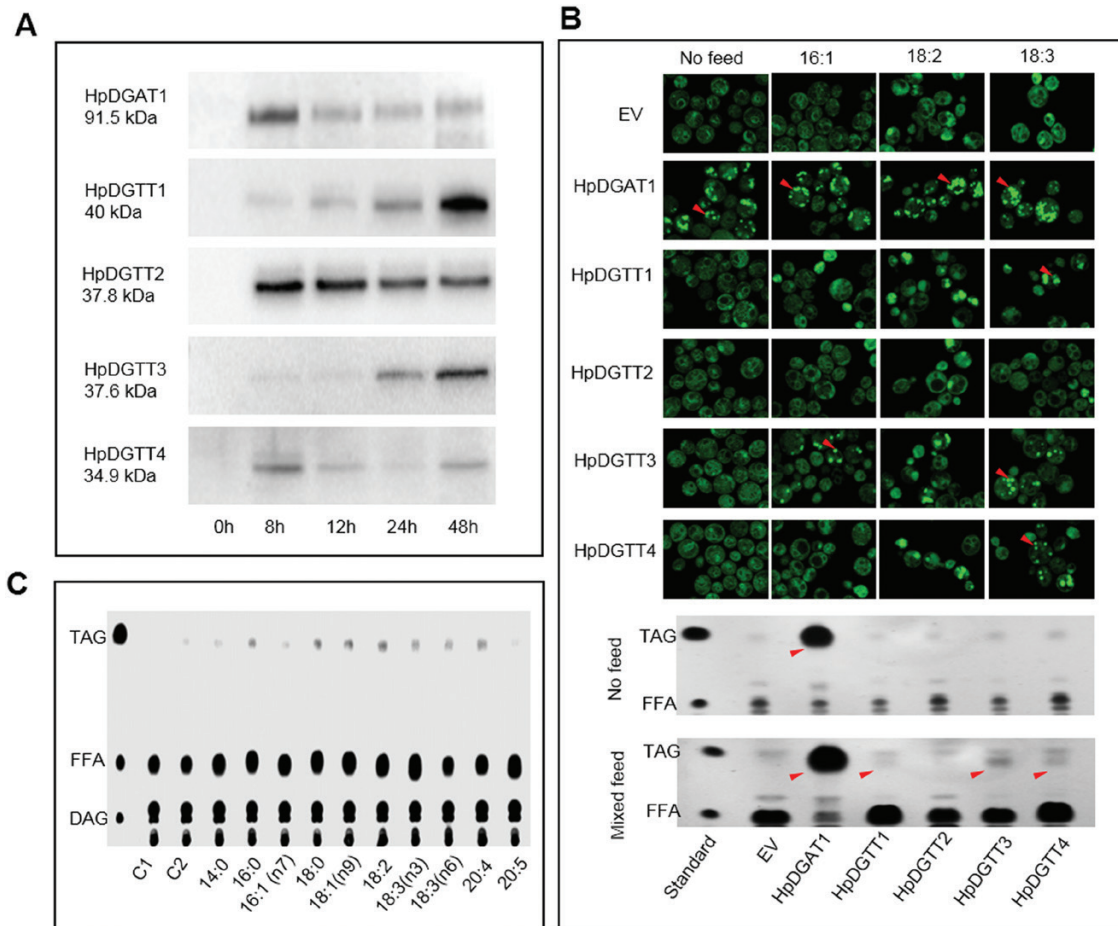 A
HpDGAT1
91.5 kDa
HpDGTT1
40 kDa
HpDGTT2
37.8 kDa
HpDGTT3
37.6 kDa
HpDGTT4
34.9 kDa
0h 8h 12h 24h 48h
B
No feed 16:1 18:2 18:3
EV
HpDGAT1
HpDGTT1
HpDGTT2
HpDGTT3
HpDGTT4
No feed
TAG
FFA
Mixed feed
TAG
FFA
Standard EV HpDGAT1 HpDGTT1 HpDGTT2 HpDGTT3 HpDGTT4
C
TAG
FFA
DAG
C1 C2 14:0 16:0 16:1 (n7) 18:0 18:1(n9) 18:2 18:3(n3) 18:3(n6) 20:4 20:5